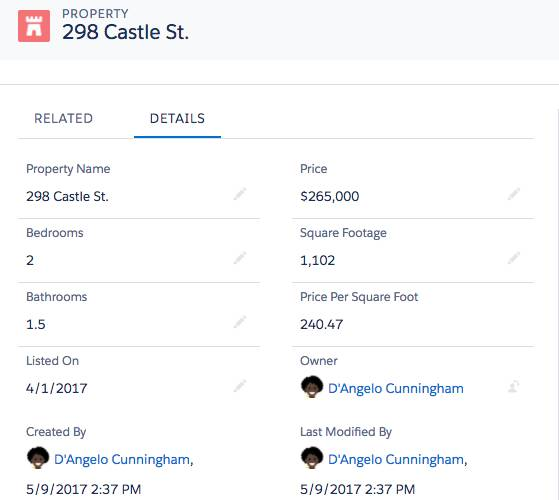 PROPERTY
298 Castle St.
RELATED DETAILS
Property Name
298 Castle St.
Price
$265,000
Bedrooms
2
Square Footage
1,102
Bathrooms
1.5
Price Per Square Foot
240.47
Listed On
4/1/2017
Owner
D'Angelo Cunningham
Created By
D'Angelo Cunningham,
5/9/2017 2:37 PM
Last Modified By
D'Angelo Cunningham,
5/9/2017 2:37 PM